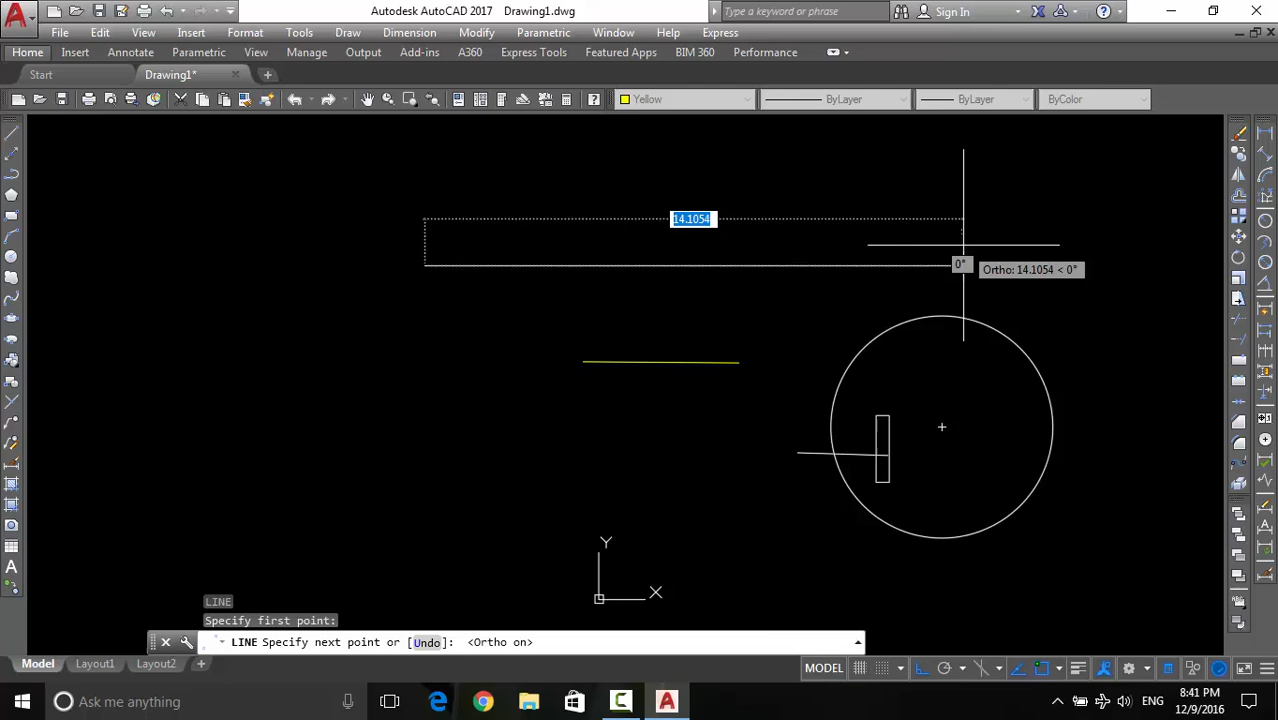 Autodesk AutoCAD 2017 Drawing1.dwg
Type a keyword or phrase
Sign In
File Edit View Insert Format Tools Draw Dimension Modify Parametric Window Help Express
Home Insert Annotate Parametric View Manage Output Add-ins A360 Express Tools Featured Apps BIM 360 Performance
Start Drawing1*
Yellow ByLayer ByLayer ByColor
14.1054
0°
Ortho: 14.1054 < 0°
Y
X
LINE
Specify first point:
LINE Specify next point or [Undo]: <Ortho on>
Model Layout1 Layout2
MODEL
Ask me anything
ENG
8:41 PM
12/9/2016